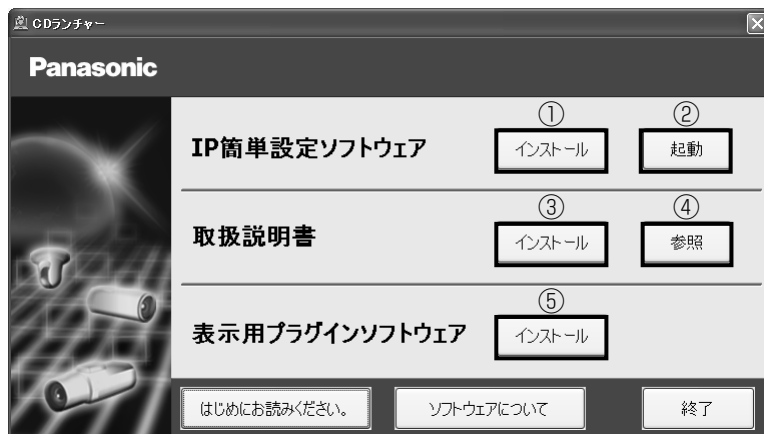 CDランチャー
Panasonic
① ②
IP簡単設定ソフトウェア インストール 起動
③ ④
取扱説明書 インストール 参照
⑤
表示用プラグインソフトウェア インストール
はじめにお読みください。 ソフトウェアについて 終了